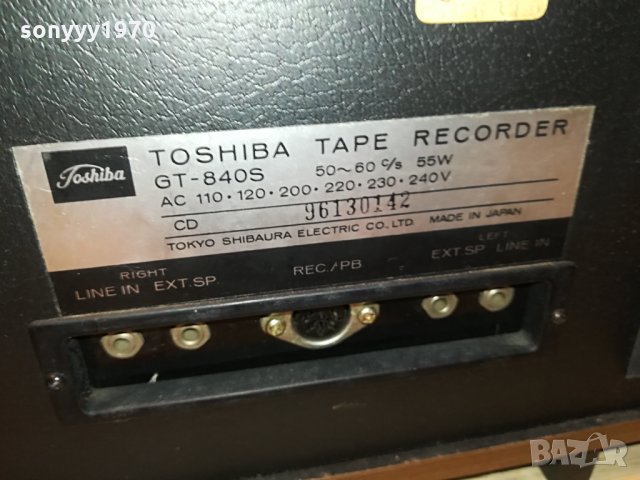 sonyyy1970
Toshiba
TOSHIBA TAPE RECORDER
GT-840S 50~60 c/s 55W
AC 110·120·200·220·230·240V
CD 96130142
TOKYO SHIBAURA ELECTRIC CO., LTD. MADE IN JAPAN
RIGHT LEFT
LINE IN EXT.SP. REC./PB EXT.SP LINE IN
BAZAR
bg